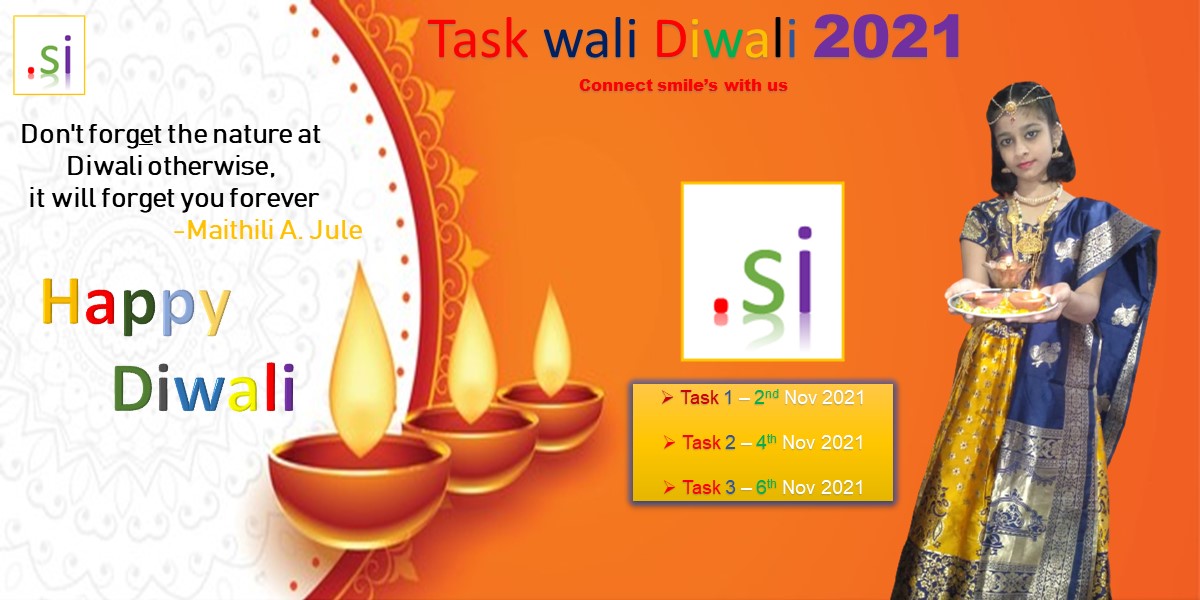 .si
Task wali Diwali 2021
Connect smile's with us
Don't forget the nature at
Diwali otherwise,
it will forget you forever
-Maithili A. Jule
Happy
Diwali
.si
➢ Task 1 – 2nd Nov 2021
➢ Task 2 – 4th Nov 2021
➢ Task 3 – 6th Nov 2021